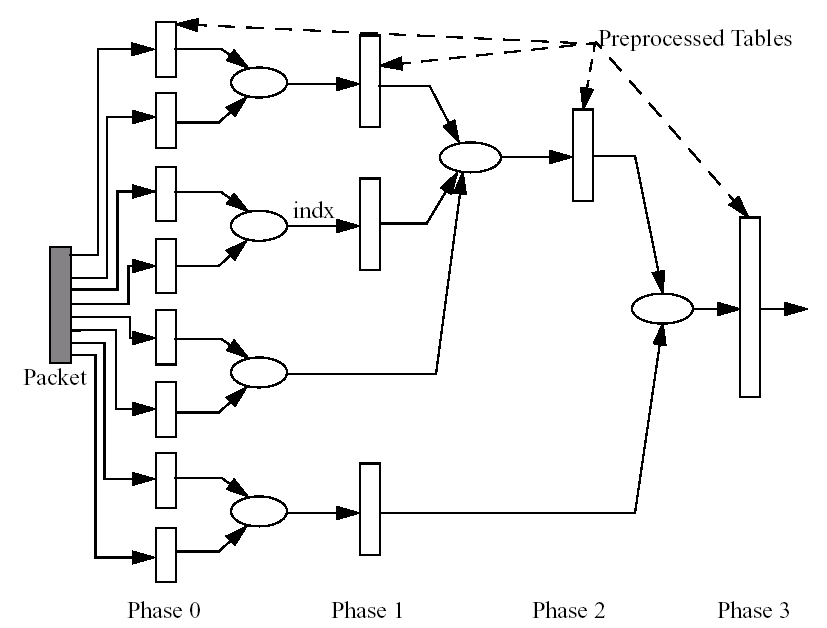 Preprocessed Tables
indx
Packet
Phase 0
Phase 1
Phase 2
Phase 3